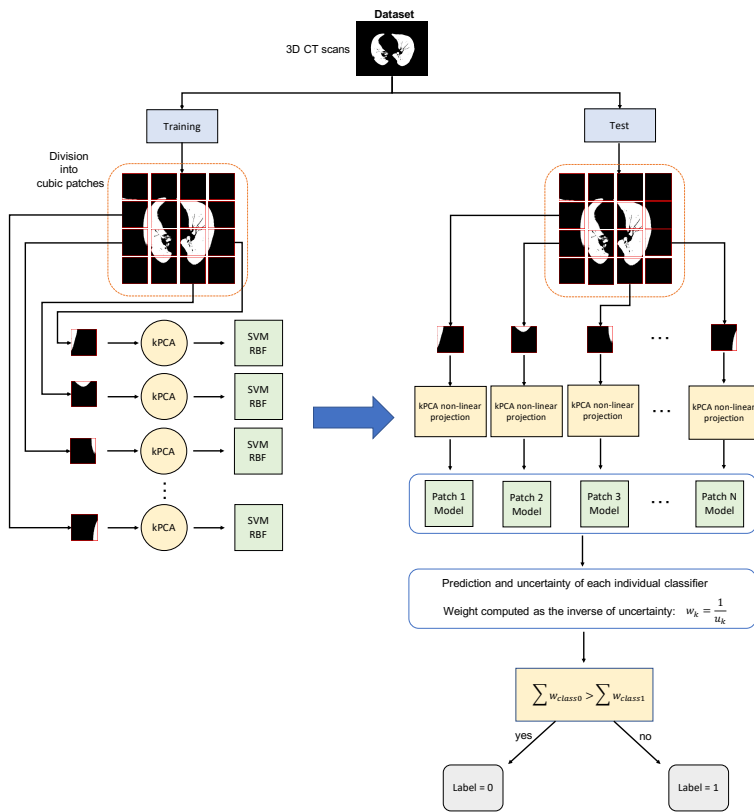 Dataset
3D CT scans
Training
Test
Division
into
cubic patches
kPCA
SVM
RBF
kPCA
SVM
RBF
kPCA
SVM
RBF
kPCA
SVM
RBF
...
kPCA non-linear
projection
kPCA non-linear
projection
kPCA non-linear
projection
...
kPCA non-linear
projection
Patch 1
Model
Patch 2
Model
Patch 3
Model
...
Patch N
Model
Prediction and uncertainty of each individual classifier
Weight computed as the inverse of uncertainty: w_k = 1/u_k
∑ w_class0 > ∑ w_class1
yes
no
Label = 0
Label = 1